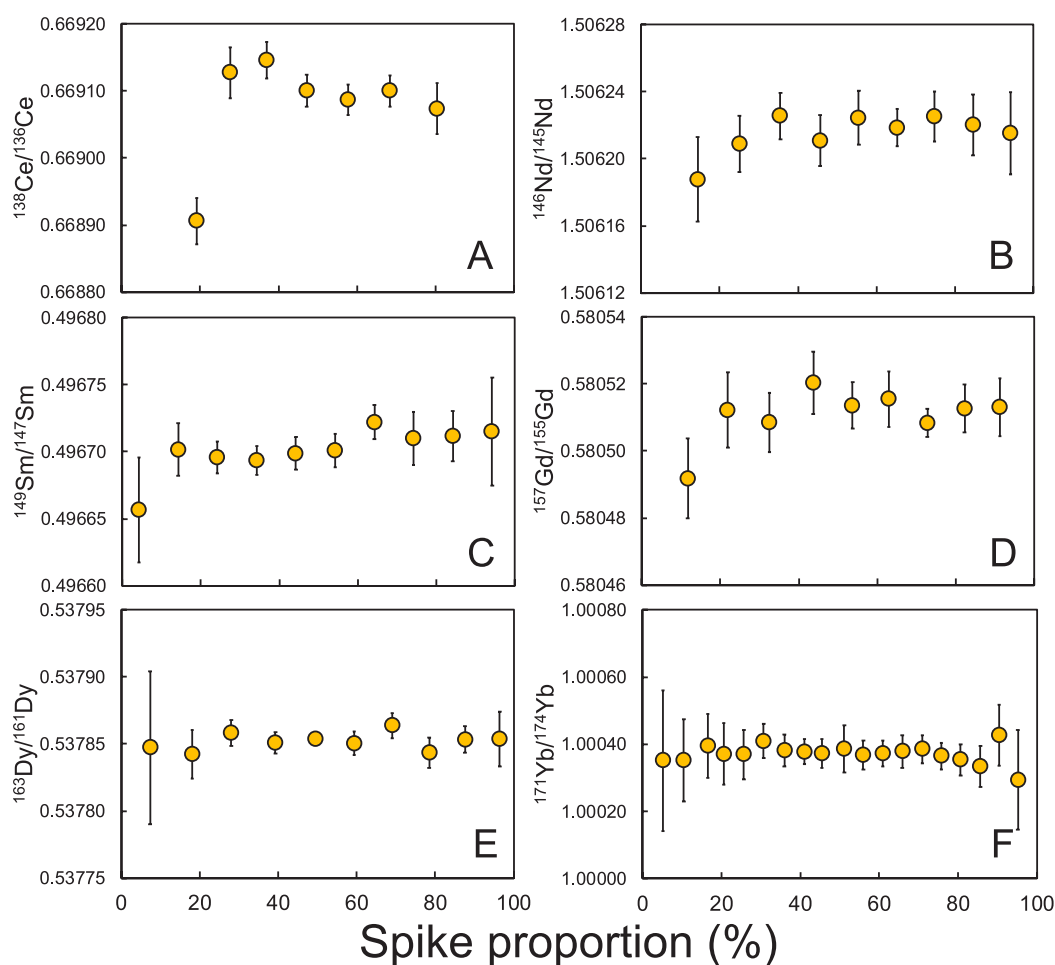 0.66920
0.66910
0.66900
0.66890
0.66880
¹³⁸Ce/¹³⁶Ce
A
1.50628
1.50624
1.50620
1.50616
1.50612
¹⁴⁶Nd/¹⁴⁵Nd
B
0.49680
0.49675
0.49670
0.49665
0.49660
¹⁴⁹Sm/¹⁴⁷Sm
C
0.58054
0.58052
0.58050
0.58048
0.58046
¹⁵⁷Gd/¹⁵⁵Gd
D
0.53795
0.53790
0.53785
0.53780
0.53775
¹⁶³Dy/¹⁶¹Dy
E
0 20 40 60 80 100
1.00080
1.00060
1.00040
1.00020
1.00000
¹⁷¹Yb/¹⁷⁴Yb
F
0 20 40 60 80 100
Spike proportion (%)